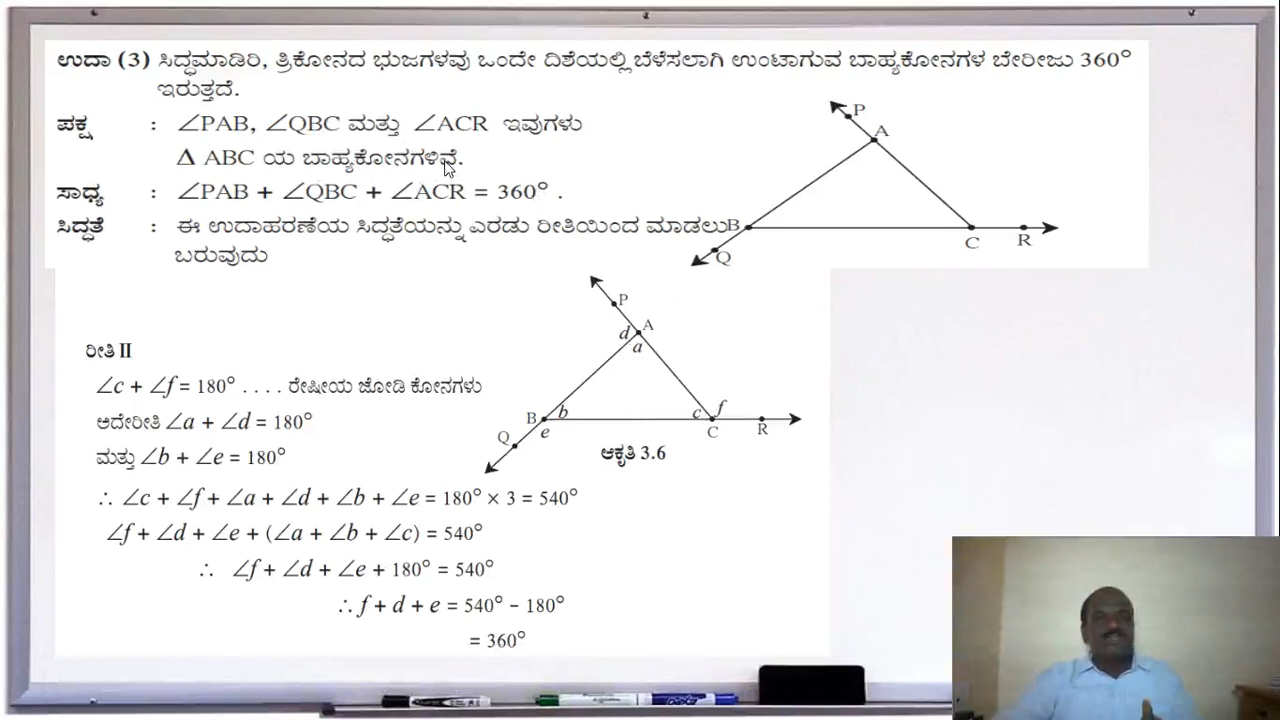 ಉದಾ (3) ಸಿದ್ಧಮಾಡಿರಿ, ತ್ರಿಕೋನದ ಭುಜಗಳವು ಒಂದೇ ದಿಶೆಯಲ್ಲಿ ಬೆಳೆಸಲಾಗಿ ಉಂಟಾಗುವ ಬಾಹ್ಯಕೋನಗಳ ಬೇರೀಜು 360°
ಇರುತ್ತದೆ.
ಪಕ್ಷ : ∠PAB, ∠QBC ಮತ್ತು ∠ACR ಇವುಗಳು
Δ ABC ಯ ಬಾಹ್ಯಕೋನಗಳಿವೆ.
ಸಾಧ್ಯ : ∠PAB + ∠QBC + ∠ACR = 360° .
ಸಿದ್ಧತೆ : ಈ ಉದಾಹರಣೆಯ ಸಿದ್ಧತೆಯನ್ನು ಎರಡು ರೀತಿಯಿಂದ ಮಾಡಲು
ಬರುವುದು
P
A
B
C
R
Q
P
A
d
a
B
b
c
f
e
C
R
Q
ಆಕೃತಿ 3.6
ರೀತಿ II
∠c + ∠f = 180° . . . . ರೇಷೀಯ ಜೋಡಿ ಕೋನಗಳು
ಅದೇರೀತಿ ∠a + ∠d = 180°
ಮತ್ತು ∠b + ∠e = 180°
∴ ∠c + ∠f + ∠a + ∠d + ∠b + ∠e = 180° × 3 = 540°
∠f + ∠d + ∠e + (∠a + ∠b + ∠c) = 540°
∴ ∠f + ∠d + ∠e + 180° = 540°
∴ f + d + e = 540° − 180°
= 360°